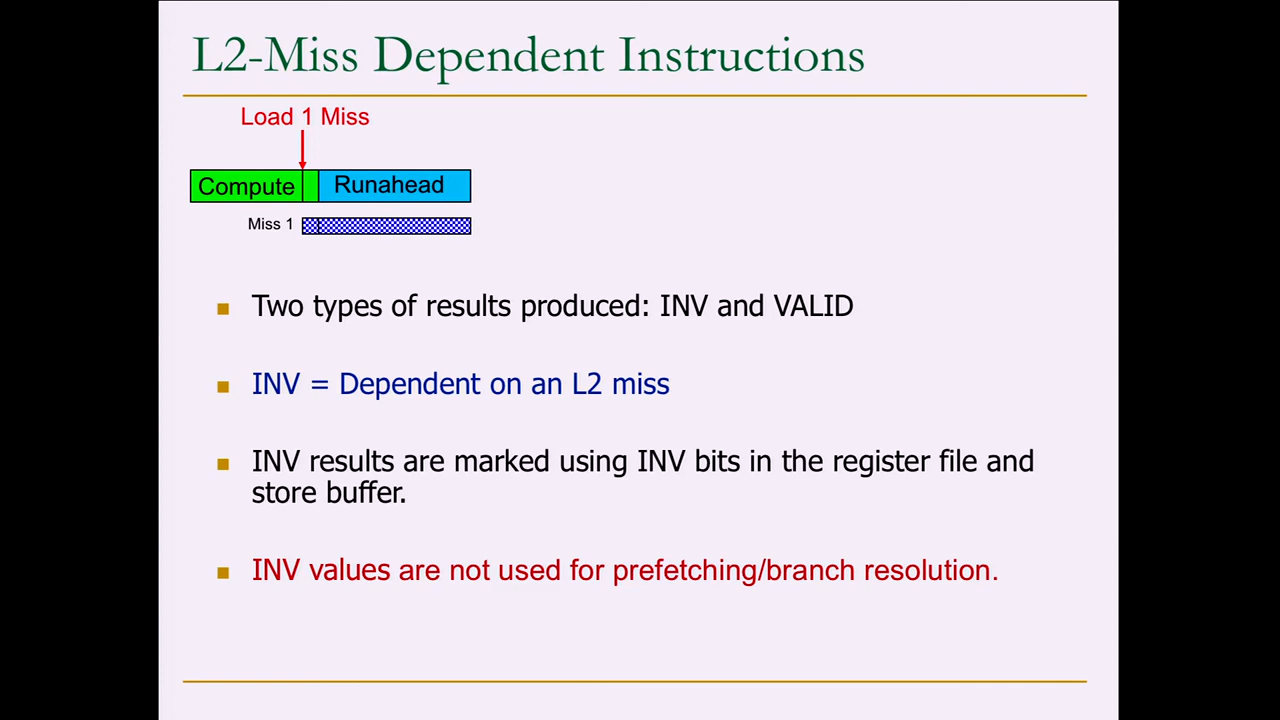 L2-Miss Dependent Instructions
Load 1 Miss
Compute
Runahead
Miss 1
Two types of results produced: INV and VALID
INV = Dependent on an L2 miss
INV results are marked using INV bits in the register file and
store buffer.
INV values are not used for prefetching/branch resolution.